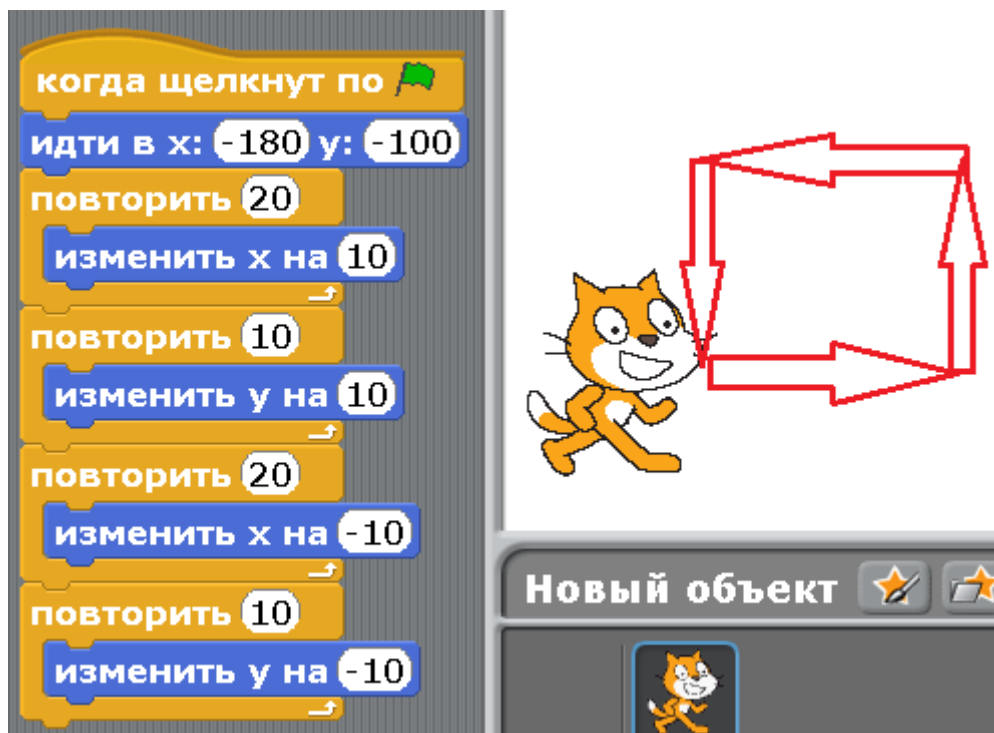 когда щелкнут по
идти в x: -180 y: -100
повторить 20
изменить x на 10
повторить 10
изменить y на 10
повторить 20
изменить x на -10
повторить 10
изменить y на -10
Новый объект